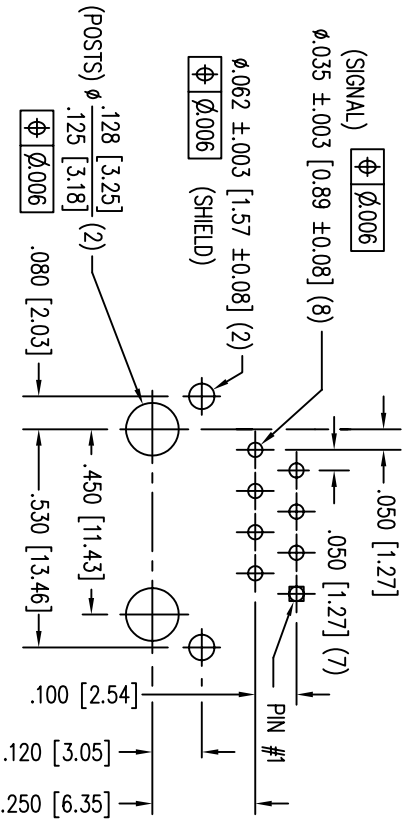 (SIGNAL)
⌖ Ø.006
ø.035 ±.003 [0.89 ±0.08] (8)
⌖ Ø.006
ø.062 ±.003 [1.57 ±0.08] (2)
(SHIELD)
(POSTS) ø .128 [3.25]
.125 [3.18] (2)
⌖ Ø.006
.080 [2.03]
.050 [1.27]
.050 [1.27] (7)
.450 [11.43]
.530 [13.46]
PIN #1
.100 [2.54]
.120 [3.05]
.250 [6.35]